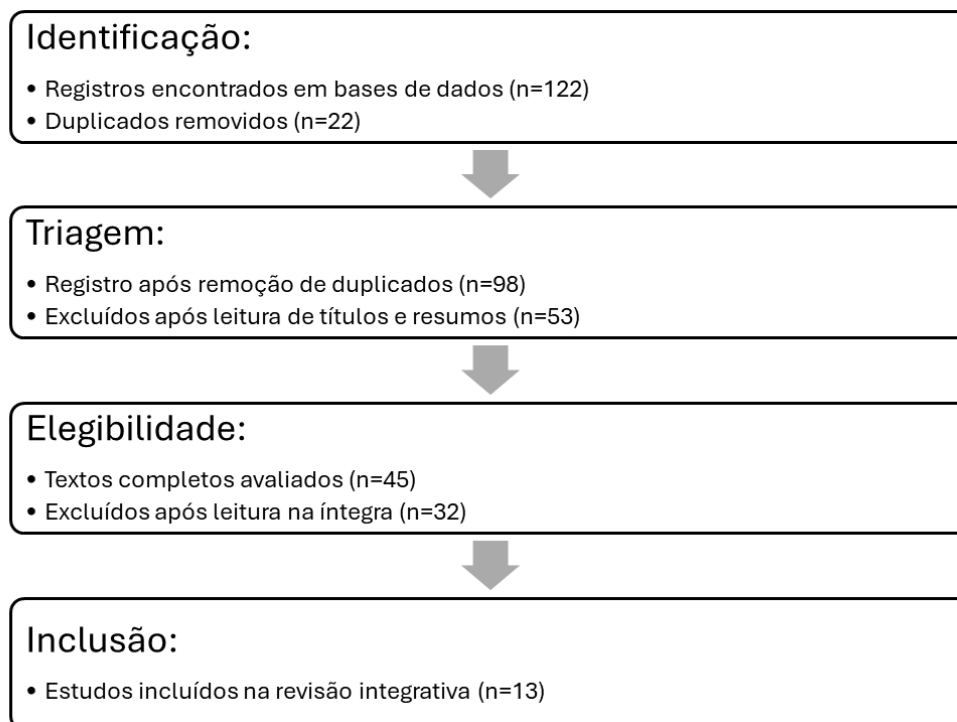 Identificação:
• Registros encontrados em bases de dados (n=122)
• Duplicados removidos (n=22)
Triagem:
• Registro após remoção de duplicados (n=98)
• Excluídos após leitura de títulos e resumos (n=53)
Elegibilidade:
• Textos completos avaliados (n=45)
• Excluídos após leitura na íntegra (n=32)
Inclusão:
• Estudos incluídos na revisão integrativa (n=13)